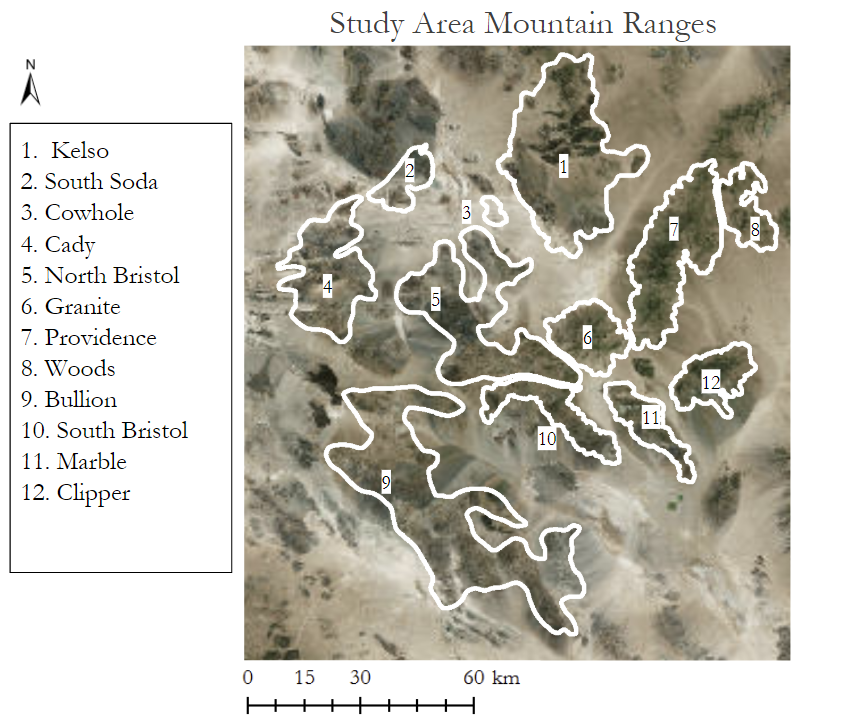 Study Area Mountain Ranges
N
1. Kelso
2. South Soda
3. Cowhole
4. Cady
5. North Bristol
6. Granite
7. Providence
8. Woods
9. Bullion
10. South Bristol
11. Marble
12. Clipper
1
2
3
7
8
4
5
6
12
11
10
9
0 15 30 60 km